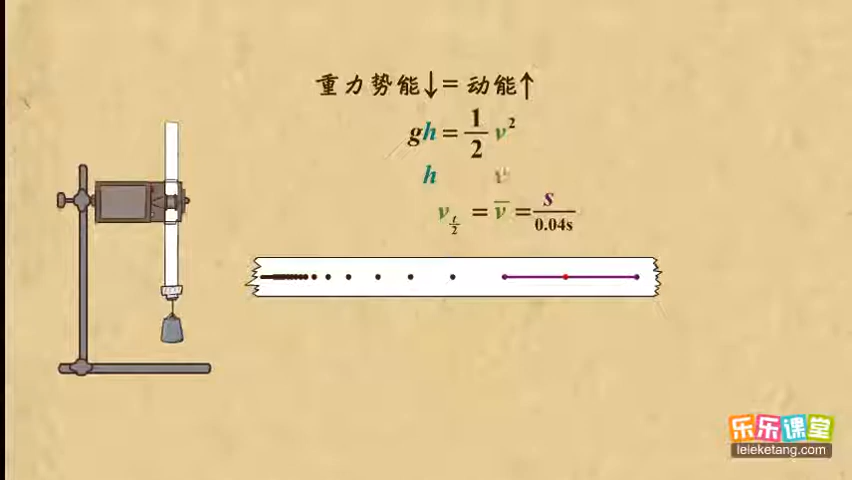 重力势能↓= 动能↑
gh = 1/2 v²
h v
v_{t/2} = v̄ = s/0.04s
乐乐课堂
leleketang.com